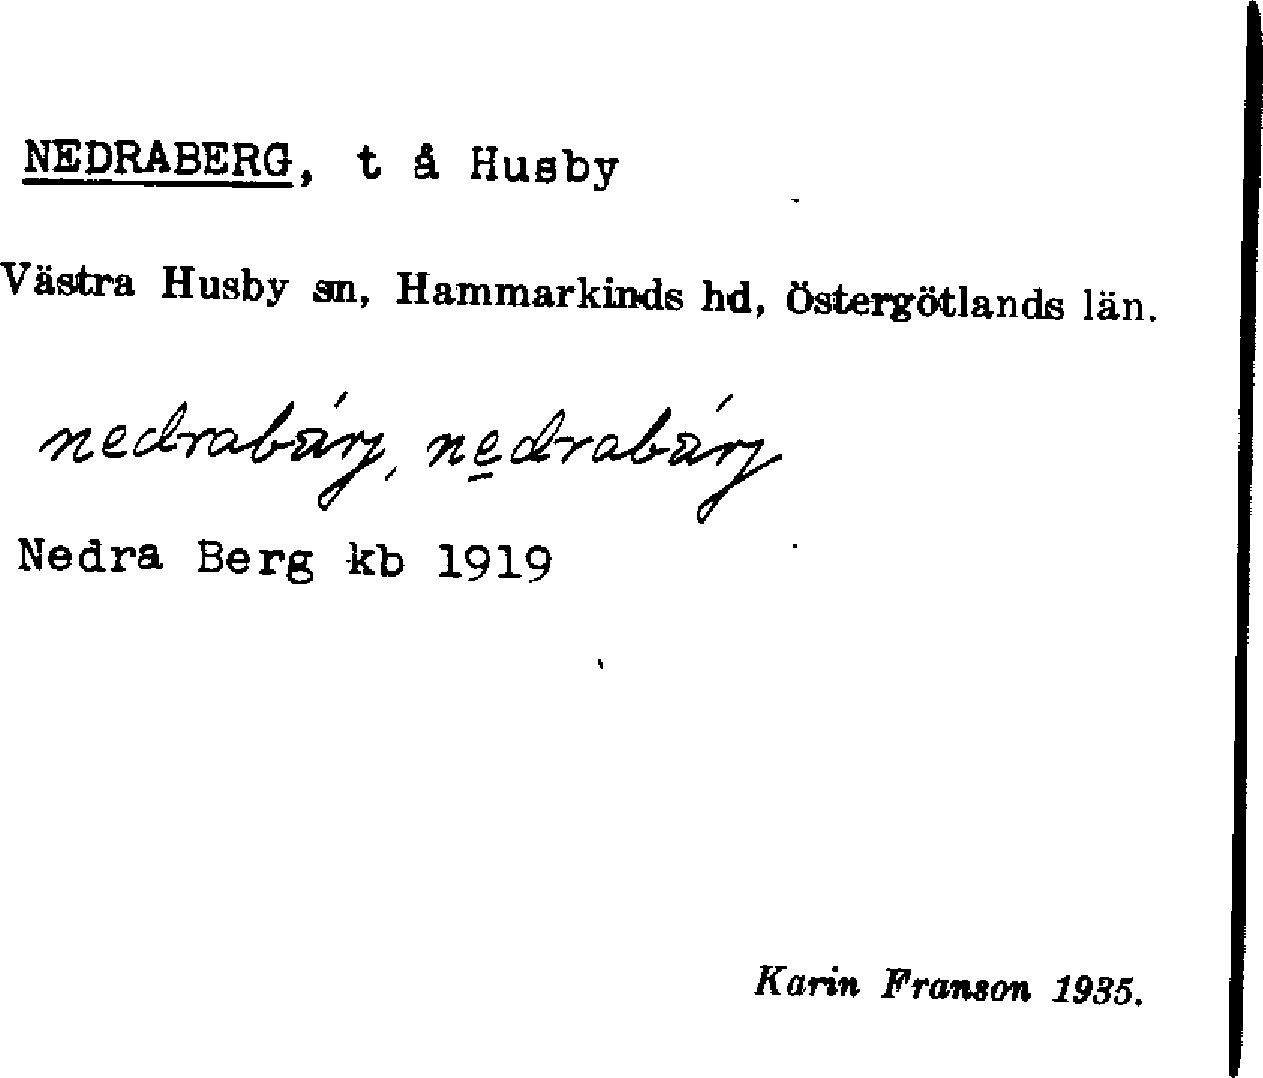 NEDRABERG, t å Husby
Västra Husby sn, Hammarkinds hd, Östergötlands län.
nedrabärj, nedrabärj
Nedra Berg kb 1919
Karin Franson 1935.